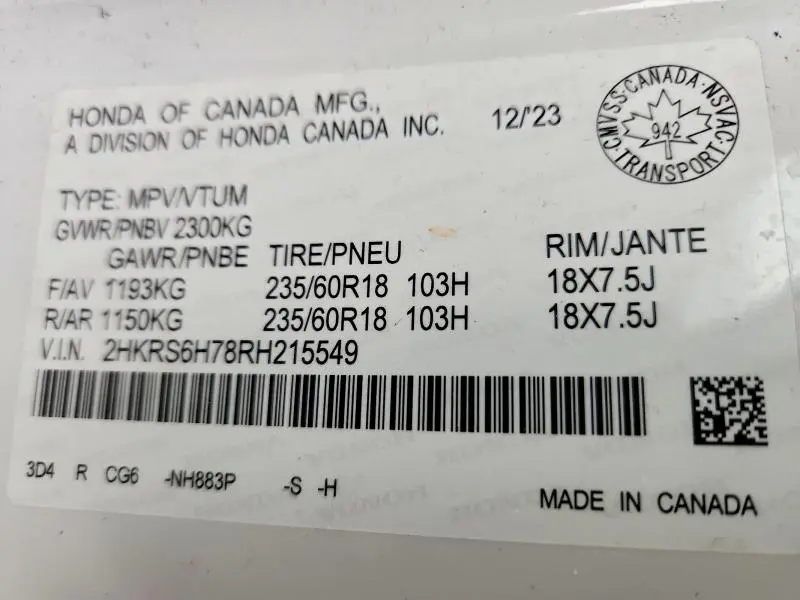 HONDA OF CANADA MFG.,
A DIVISION OF HONDA CANADA INC.
12/'23
CMVSS·CANADA·NSVAC·TRANSPORT·
942
TYPE: MPV/VTUM
GVWR/PNBV 2300KG
GAWR/PNBE TIRE/PNEU RIM/JANTE
F/AV 1193KG 235/60R18 103H 18X7.5J
R/AR 1150KG 235/60R18 103H 18X7.5J
V.I.N. 2HKRS6H78RH215549
3D4 R CG6 -NH883P -S -H
MADE IN CANADA